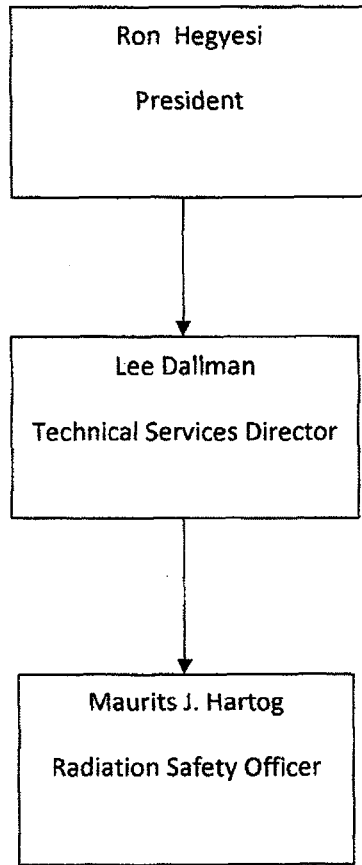 Ron Hegyesi
President
Lee Dallman
Technical Services Director
Maurits J. Hartog
Radiation Safety Officer